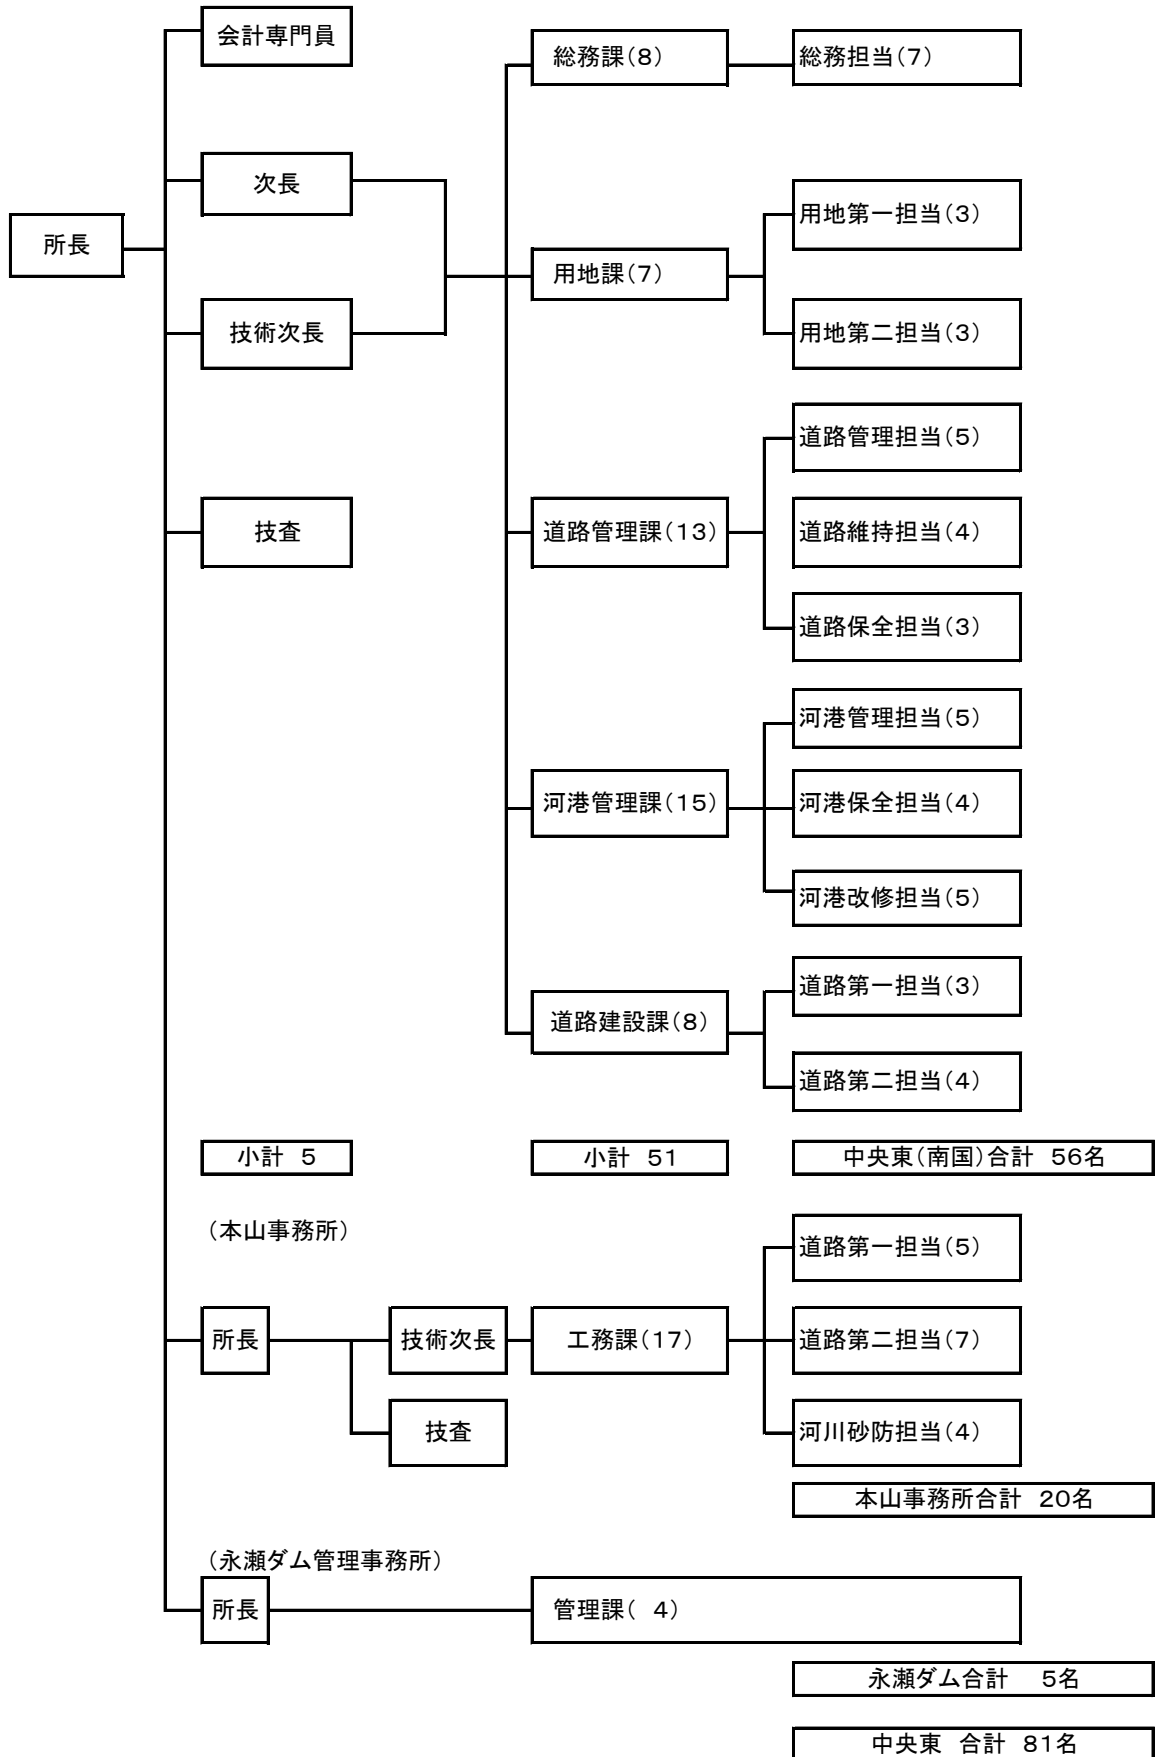 会計専門員
総務課(8)
総務担当(7)
次長
用地第一担当(3)
所長
用地課(7)
技術次長
用地第二担当(3)
道路管理担当(5)
技査
道路管理課(13)
道路維持担当(4)
道路保全担当(3)
河港管理担当(5)
河港管理課(15)
河港保全担当(4)
河港改修担当(5)
道路第一担当(3)
道路建設課(8)
道路第二担当(4)
小計 5
小計 51
中央東(南国)合計 56名
(本山事務所)
道路第一担当(5)
所長
技術次長
工務課(17)
道路第二担当(7)
技査
河川砂防担当(4)
本山事務所合計 20名
(永瀬ダム管理事務所)
所長
管理課( 4)
永瀬ダム合計 5名
中央東 合計 81名